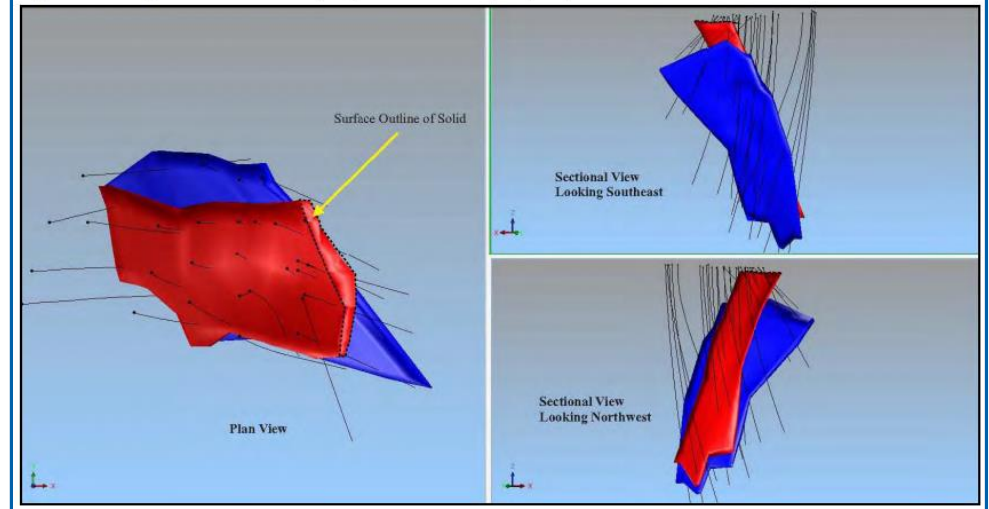 Surface Outline of Solid
Plan View
Sectional View
Looking Southeast
Sectional View
Looking Northwest